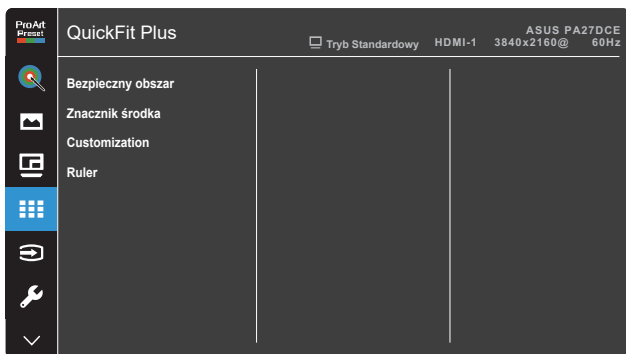 ProArt
Preset
QuickFit Plus
Tryb Standardowy HDMI-1 ASUS PA27DCE
3840x2160@ 60Hz
Bezpieczny obszar
Znacznik środka
Customization
Ruler